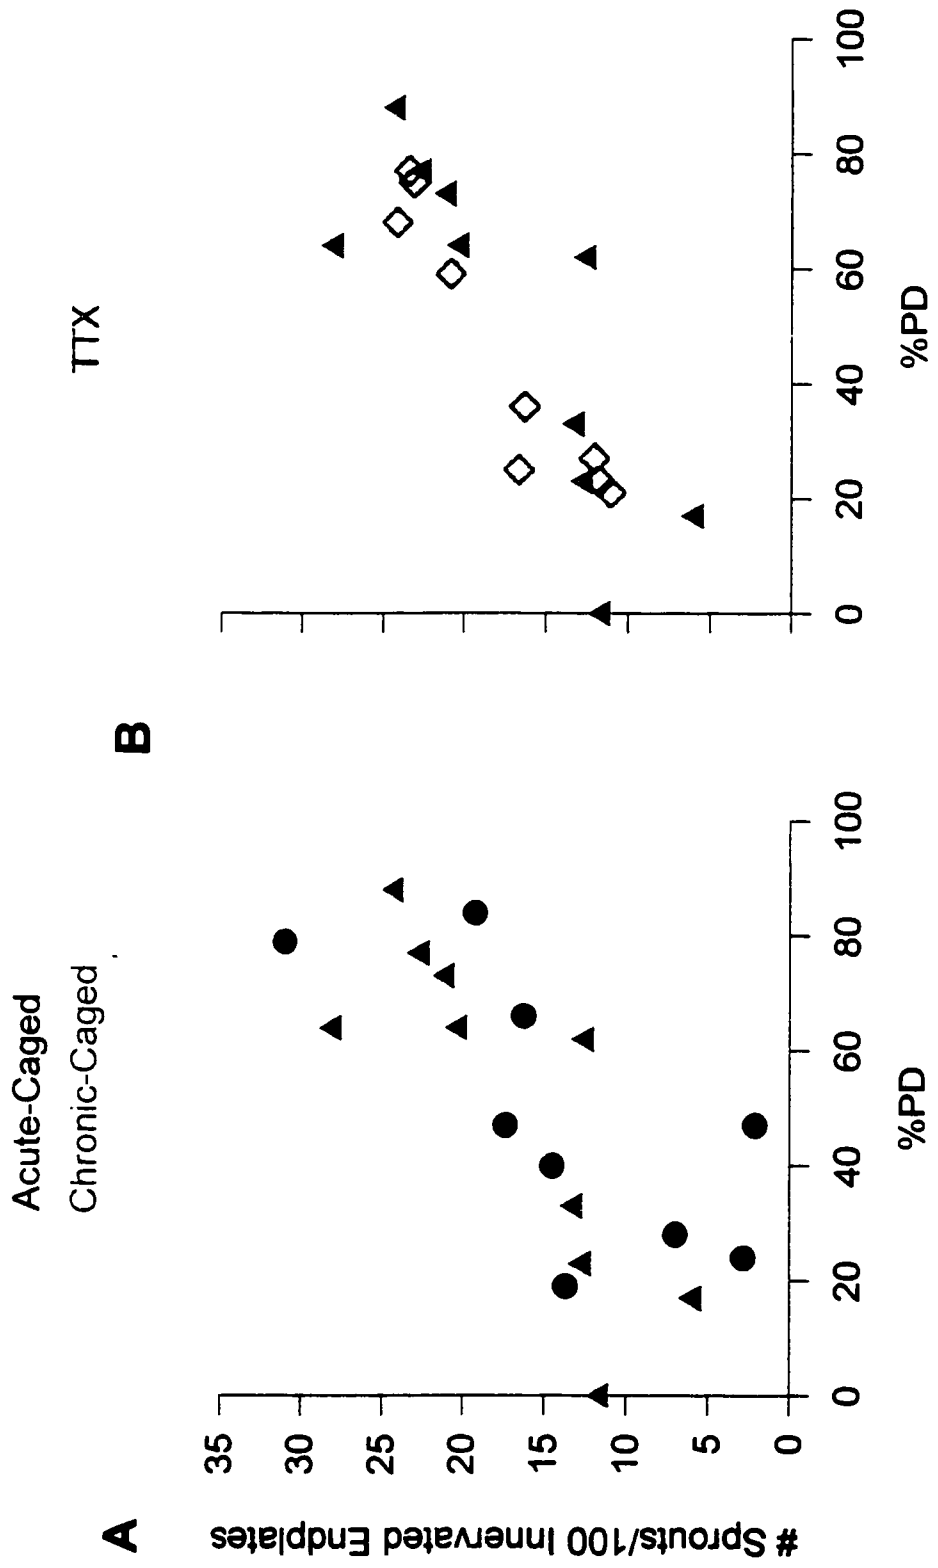 A
Acute-Caged
Chronic-Caged
# Sprouts/100 Innervated Endplates
35
30
25
20
15
10
5
0
0 20 40 60 80 100
%PD
B
TTX
0 20 40 60 80 100
%PD